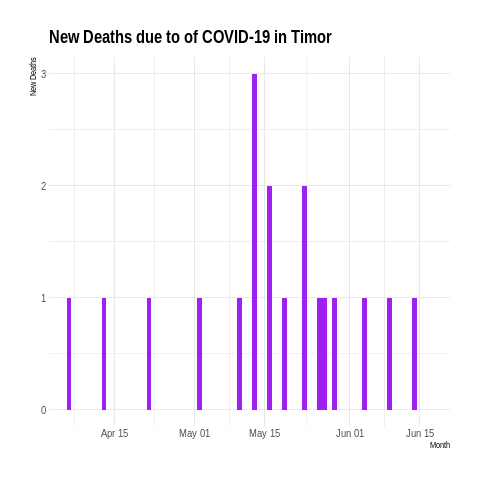 New Deaths due to of COVID-19 in Timor
New Deaths
3
2
1
0
Apr 15 May 01 May 15 Jun 01 Jun 15
Month